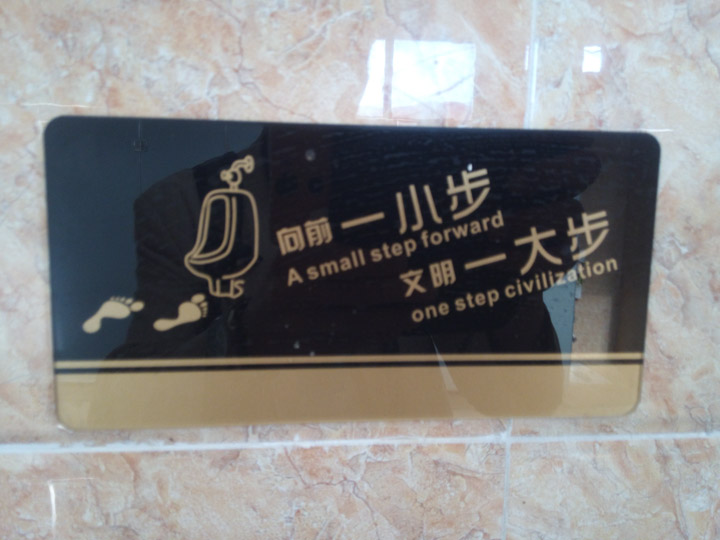 向前一小步
A small step forward
文明一大步
one step civilization